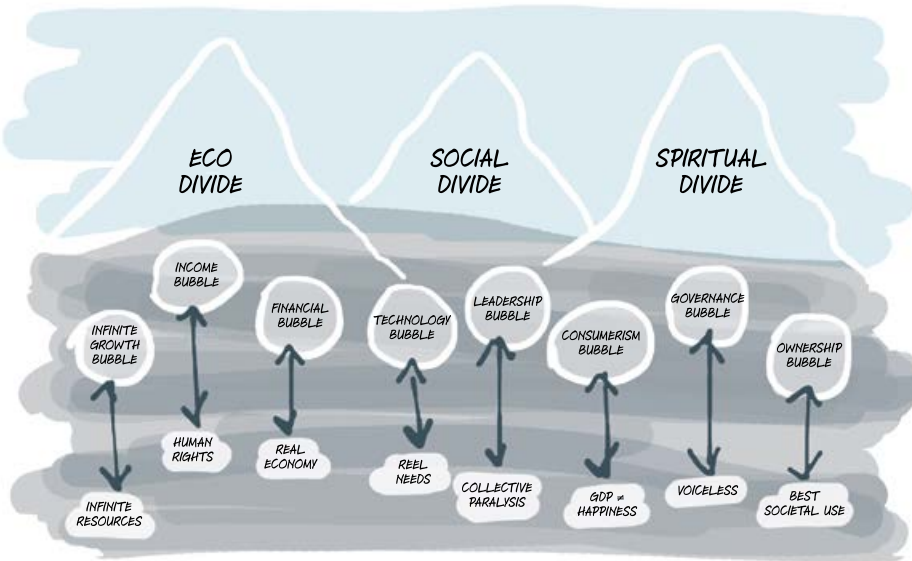 ECO
DIVIDE
SOCIAL
DIVIDE
SPIRITUAL
DIVIDE
INFINITE
GROWTH
BUBBLE
INCOME
BUBBLE
FINANCIAL
BUBBLE
TECHNOLOGY
BUBBLE
LEADERSHIP
BUBBLE
CONSUMERISM
BUBBLE
GOVERNANCE
BUBBLE
OWNERSHIP
BUBBLE
INFINITE
RESOURCES
HUMAN
RIGHTS
REAL
ECONOMY
REEL
NEEDS
COLLECTIVE
PARALYSIS
GDP ≠
HAPPINESS
VOICELESS
BEST
SOCIETAL USE